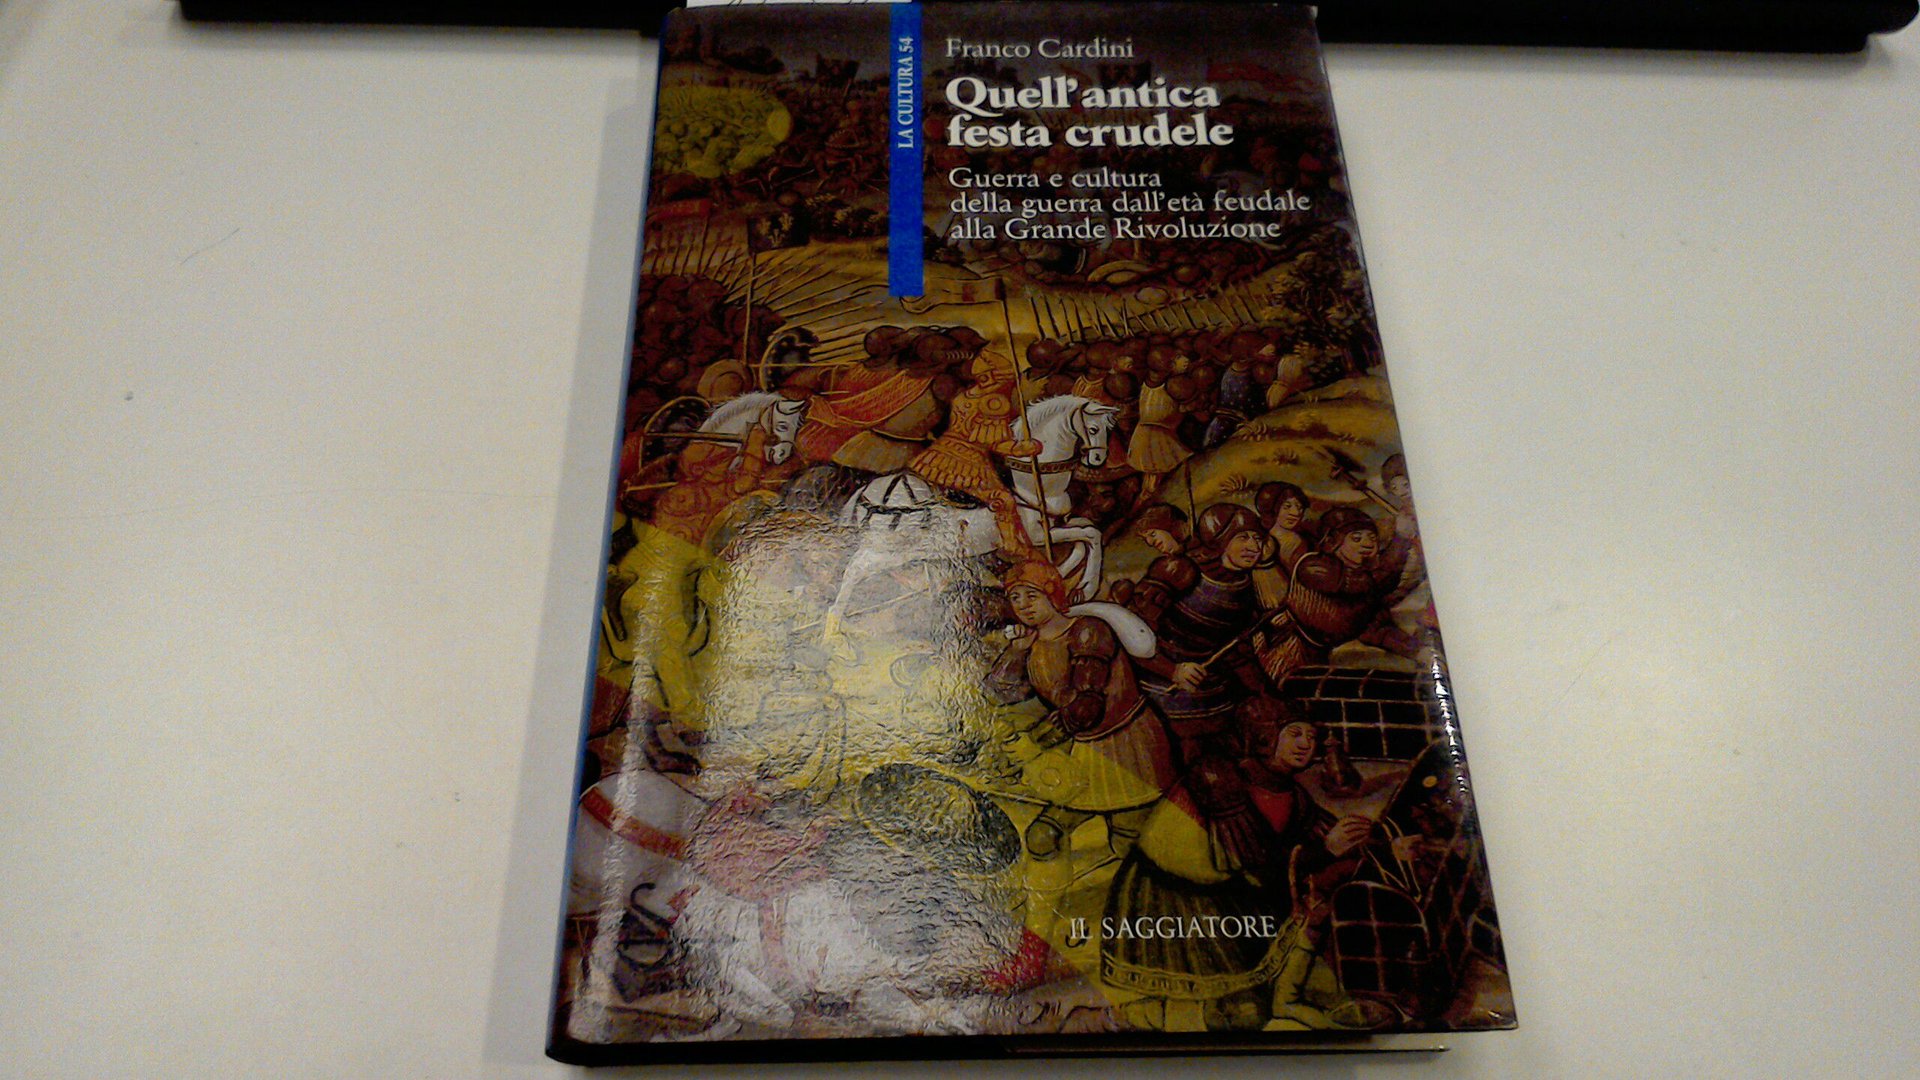 LA CULTURA 54
Franco Cardini
Quell'antica
festa crudele
Guerra e cultura
della guerra dall'età feudale
alla Grande Rivoluzione
IL SAGGIATORE